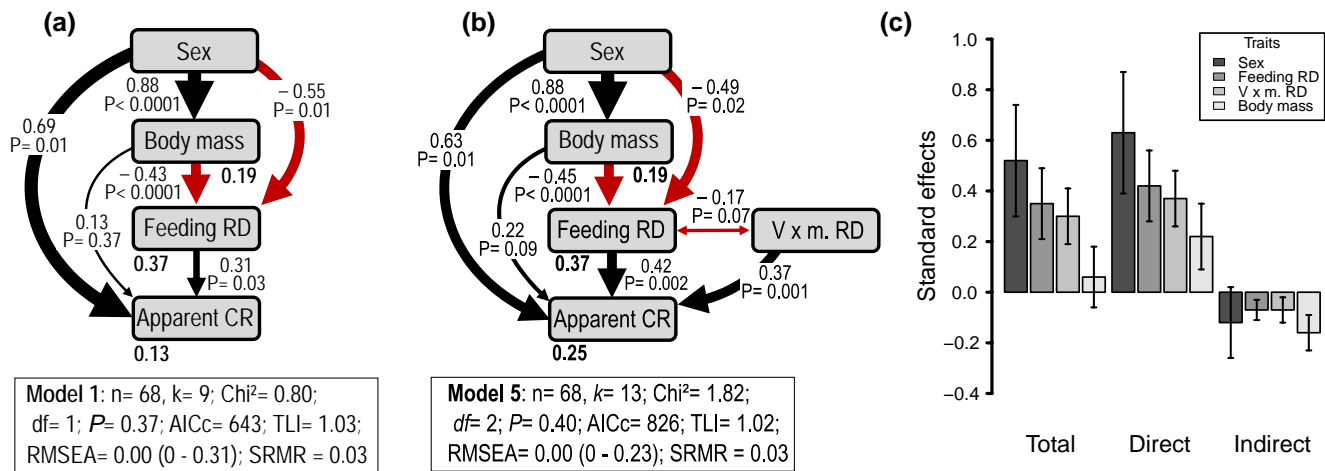 (a)
Sex
0.88
P< 0.0001
− 0.55
P= 0.01
0.69
P= 0.01
Body mass
0.19
− 0.43
P< 0.0001
0.13
P= 0.37
Feeding RD
0.37
0.31
P= 0.03
Apparent CR
0.13
Model 1: n= 68, k= 9; Chi²= 0.80;
df= 1; P= 0.37; AICc= 643; TLI= 1.03;
RMSEA= 0.00 (0 - 0.31); SRMR = 0.03
(b)
Sex
0.88
P< 0.0001
− 0.49
P= 0.02
0.63
P= 0.01
Body mass
0.19
− 0.45
P< 0.0001
− 0.17
P= 0.07
0.22
P= 0.09
Feeding RD
V x m. RD
0.37
0.42
P= 0.002
0.37
P= 0.001
Apparent CR
0.25
Model 5: n= 68, k= 13; Chi²= 1.82;
df= 2; P= 0.40; AICc= 826; TLI= 1.02;
RMSEA= 0.00 (0 - 0.23); SRMR = 0.03
(c)
Standard effects
1.0
0.8
0.6
0.4
0.2
0.0
−0.2
−0.4
Traits
Sex
Feeding RD
V x m. RD
Body mass
Total
Direct
Indirect